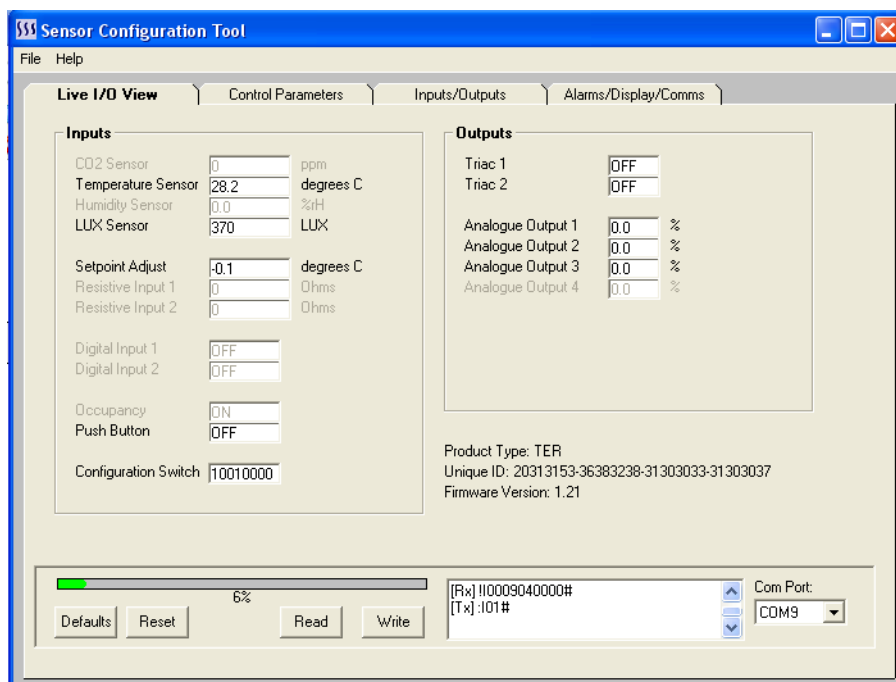 SSS Sensor Configuration Tool
File Help
Live I/O View Control Parameters Inputs/Outputs Alarms/Display/Comms
Inputs
CO2 Sensor 0 ppm
Temperature Sensor 28.2 degrees C
Humidity Sensor 0.0 %rH
LUX Sensor 370 LUX
Setpoint Adjust -0.1 degrees C
Resistive Input 1 0 Ohms
Resistive Input 2 0 Ohms
Digital Input 1 OFF
Digital Input 2 OFF
Occupancy ON
Push Button OFF
Configuration Switch 10010000
Outputs
Triac 1 OFF
Triac 2 OFF
Analogue Output 1 0.0 %
Analogue Output 2 0.0 %
Analogue Output 3 0.0 %
Analogue Output 4 0.0 %
Product Type: TER
Unique ID: 20313153-36383238-31303033-31303037
Firmware Version: 1.21
6%
Defaults Reset Read Write
[Rx] !I0009040000#
[Tx] :I01#
Com Port:
COM9